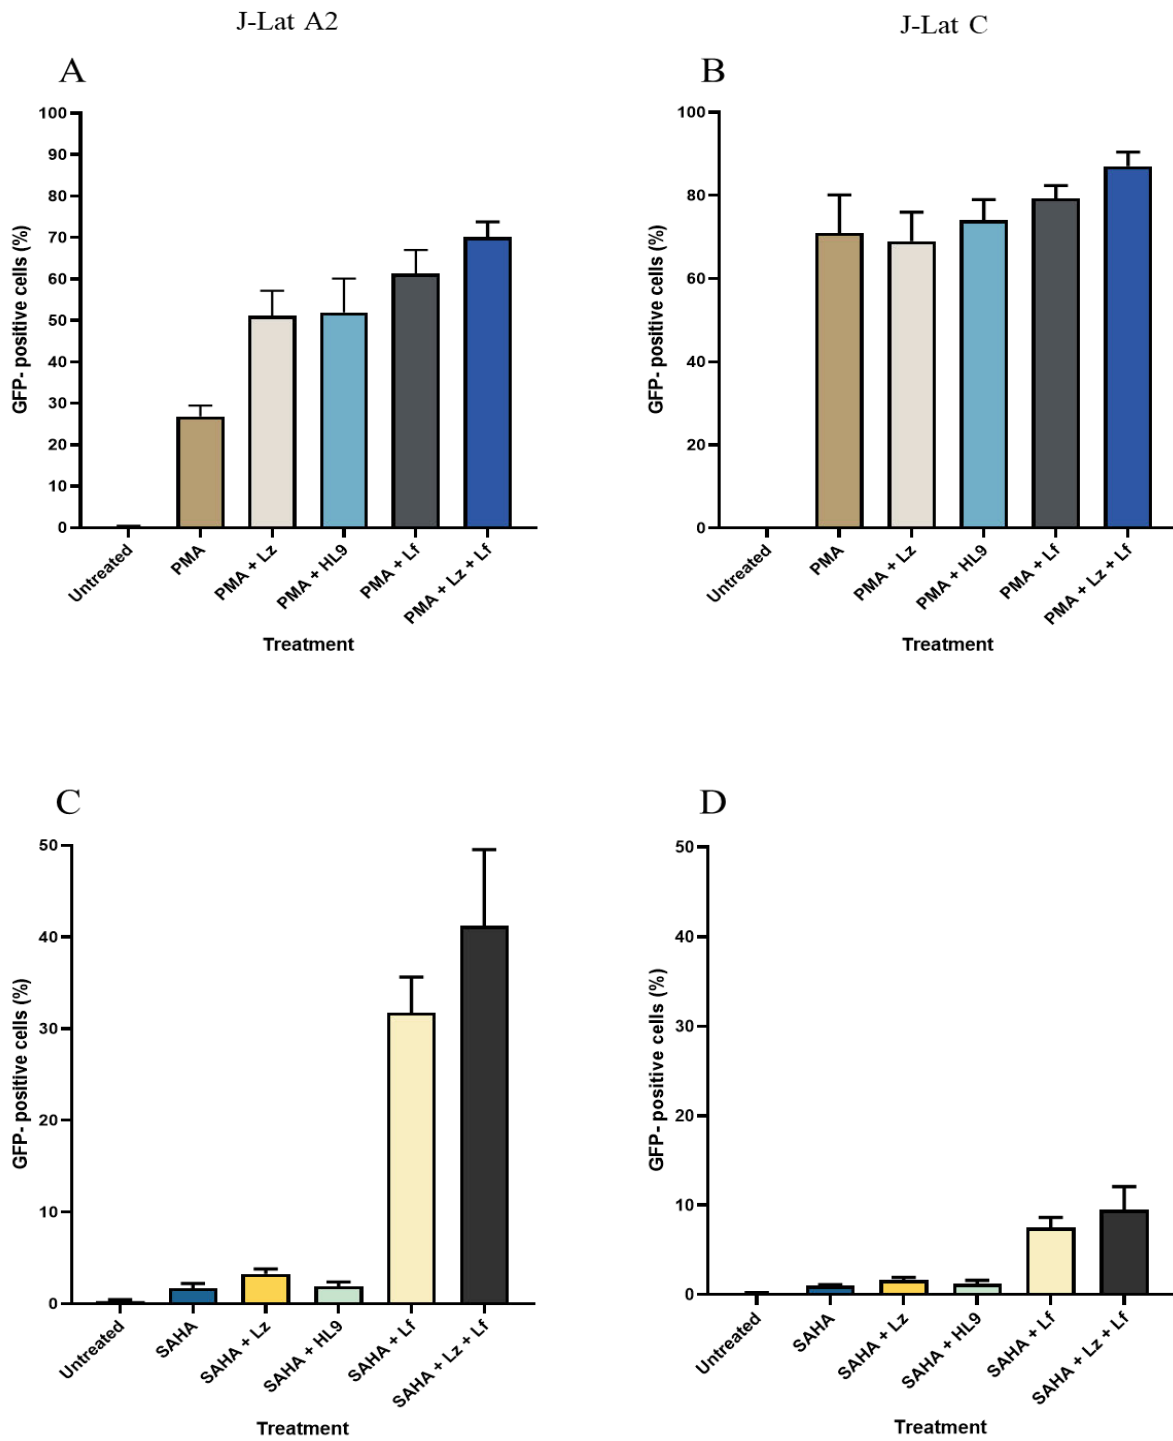 J-Lat A2
J-Lat C
A
100
90
80
70
60
50
40
30
20
10
0
GFP- positive cells (%)
Untreated
PMA
PMA + Lz
PMA + HL9
PMA + Lf
PMA + Lz + Lf
Treatment
B
100
80
60
40
20
0
GFP- positive cells (%)
Untreated
PMA
PMA + Lz
PMA + HL9
PMA + Lf
PMA + Lz + Lf
Treatment
C
50
40
30
20
10
0
GFP- positive cells (%)
Untreated
SAHA
SAHA + Lz
SAHA + HL9
SAHA + Lf
SAHA + Lz + Lf
Treatment
D
50
40
30
20
10
0
GFP- positive cells (%)
Untreated
SAHA
SAHA + Lz
SAHA + HL9
SAHA + Lf
SAHA + Lz + Lf
Treatment